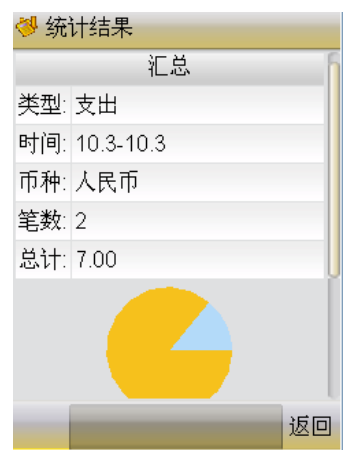 统计结果
汇总
类型: 支出
时间: 10.3-10.3
币种: 人民币
笔数: 2
总计: 7.00
返回